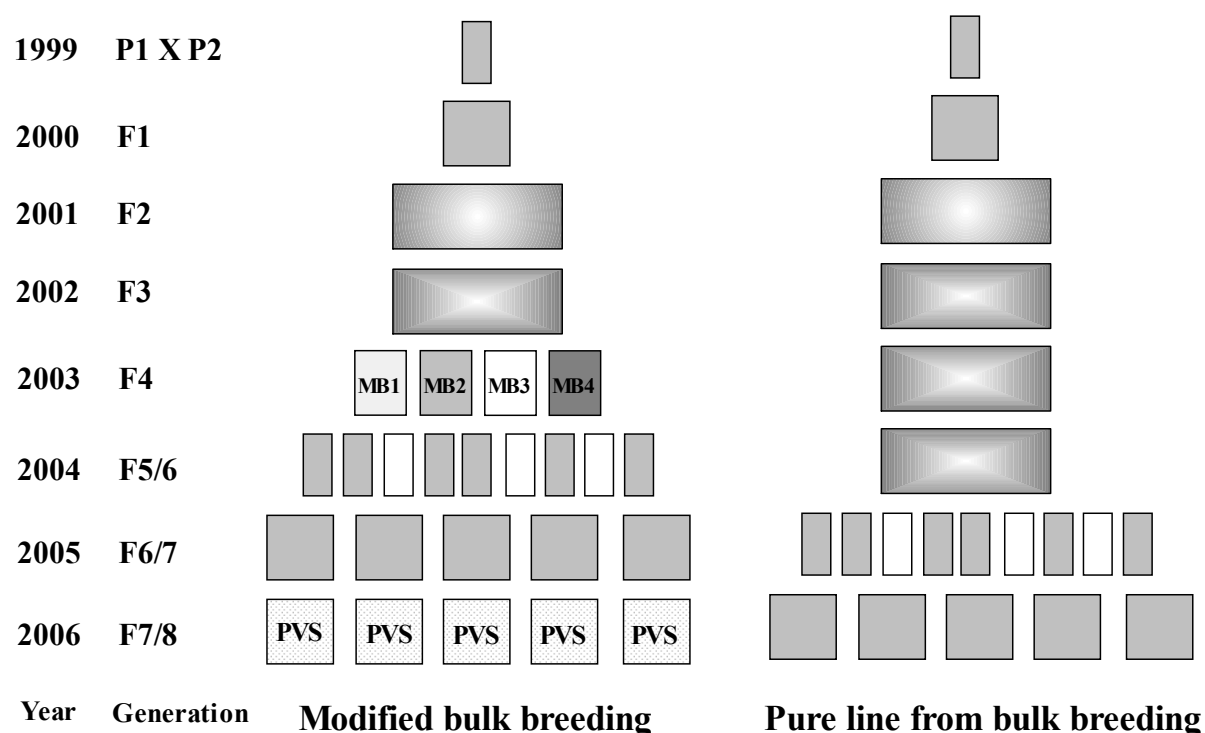 1999 P1 X P2
2000 F1
2001 F2
2002 F3
2003 F4 MB1 MB2 MB3 MB4
2004 F5/6
2005 F6/7
2006 F7/8 PVS PVS PVS PVS PVS
Year Generation Modified bulk breeding Pure line from bulk breeding